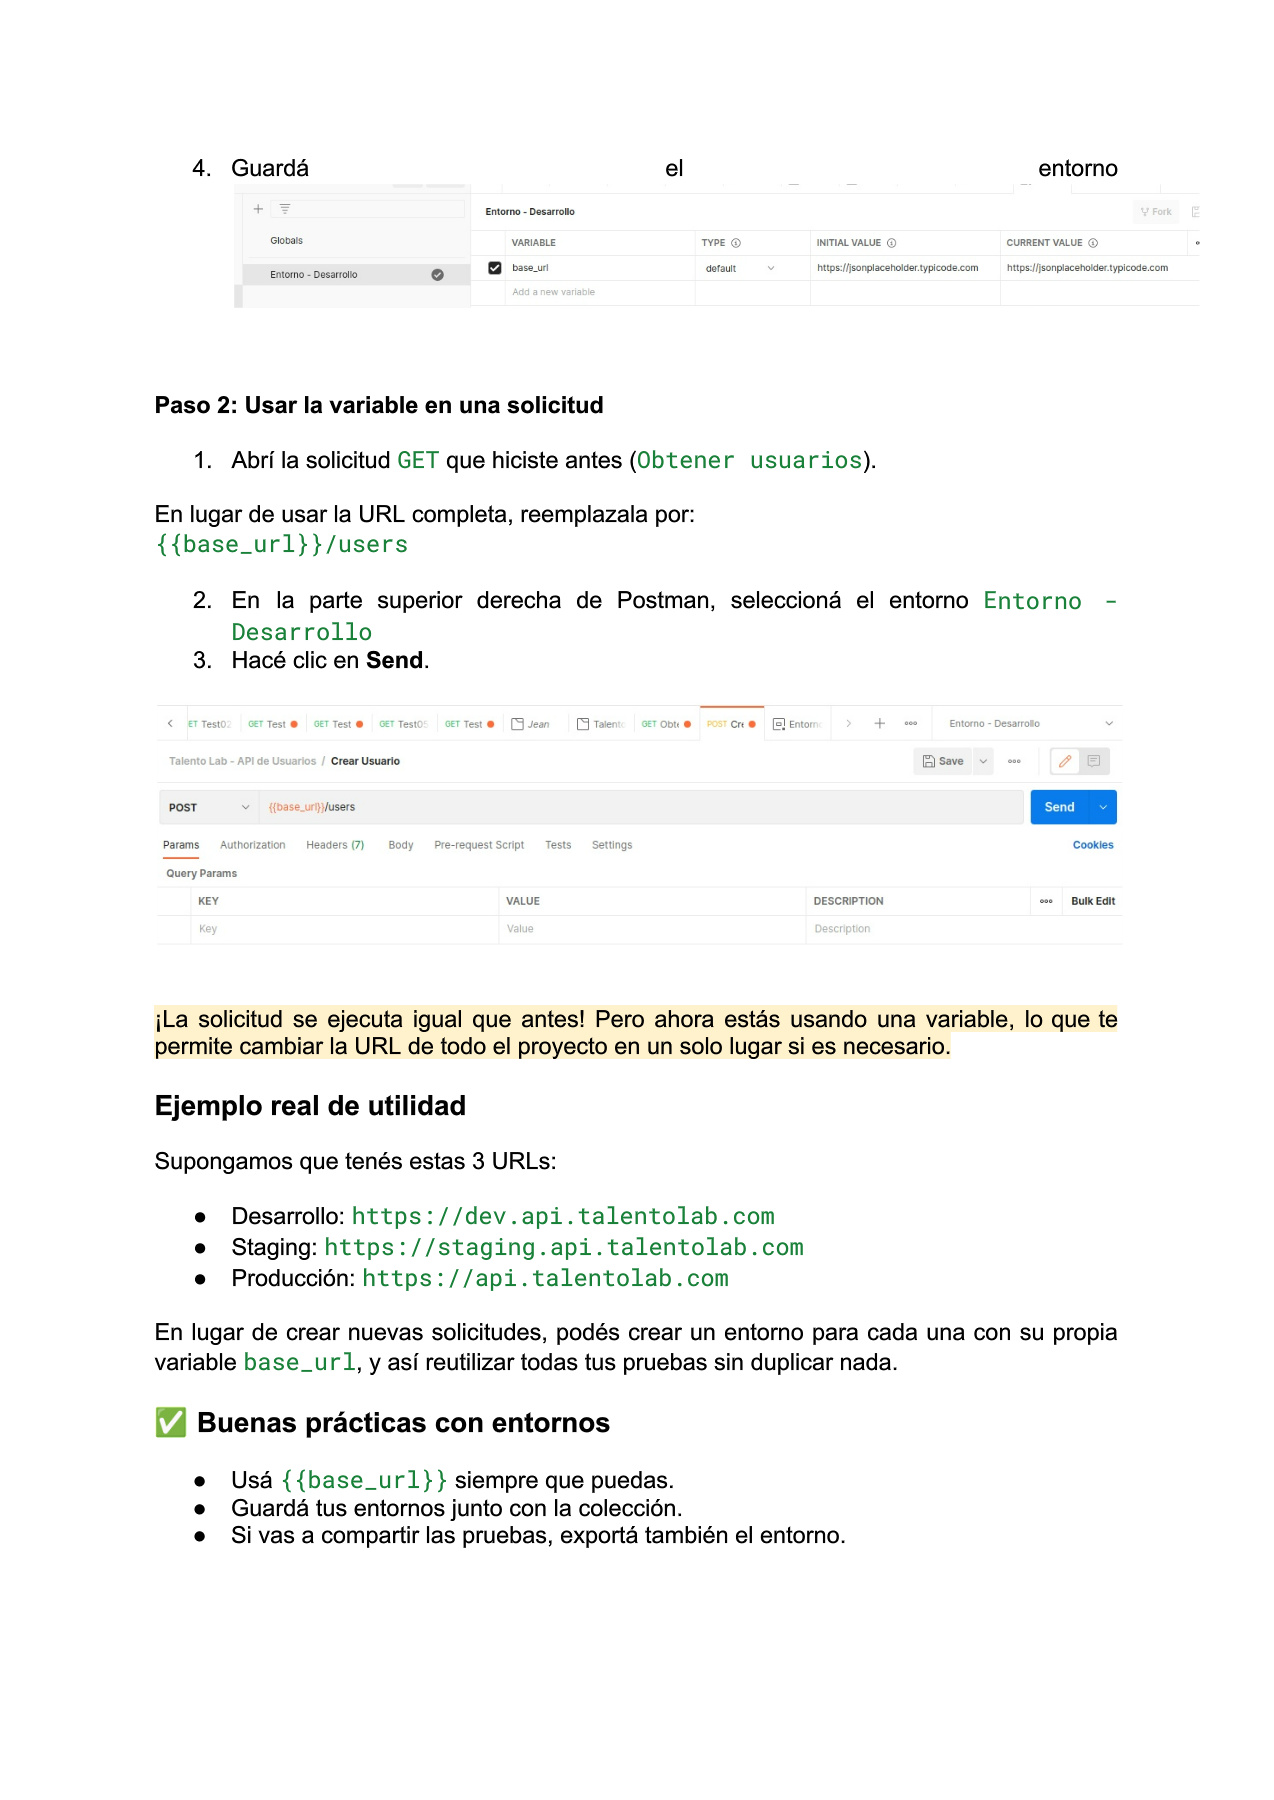 4. Guardá el entorno
Entorno - Desarrollo
Fork
Globals
VARIABLE TYPE INITIAL VALUE CURRENT VALUE
Entorno - Desarrollo
base_url default https://jsonplaceholder.typicode.com https://jsonplaceholder.typicode.com
Add a new variable
Paso 2: Usar la variable en una solicitud
1. Abrí la solicitud GET que hiciste antes (Obtener usuarios).
En lugar de usar la URL completa, reemplazala por:
{{base_url}}/users
2. En la parte superior derecha de Postman, seleccioná el entorno Entorno -
Desarrollo
3. Hacé clic en Send.
ET Test02 GET Test GET Test GET Test05 GET Test Jean Talento GET Obte POST Cre Entorno Entorno - Desarrollo
Talento Lab - API de Usuarios / Crear Usuario Save
POST {{base_url}}/users Send
Params Authorization Headers (7) Body Pre-request Script Tests Settings Cookies
Query Params
KEY VALUE DESCRIPTION Bulk Edit
Key Value Description
¡La solicitud se ejecuta igual que antes! Pero ahora estás usando una variable, lo que te
permite cambiar la URL de todo el proyecto en un solo lugar si es necesario.
Ejemplo real de utilidad
Supongamos que tenés estas 3 URLs:
● Desarrollo: https://dev.api.talentolab.com
● Staging: https://staging.api.talentolab.com
● Producción: https://api.talentolab.com
En lugar de crear nuevas solicitudes, podés crear un entorno para cada una con su propia
variable base_url, y así reutilizar todas tus pruebas sin duplicar nada.
✅ Buenas prácticas con entornos
● Usá {{base_url}} siempre que puedas.
● Guardá tus entornos junto con la colección.
● Si vas a compartir las pruebas, exportá también el entorno.